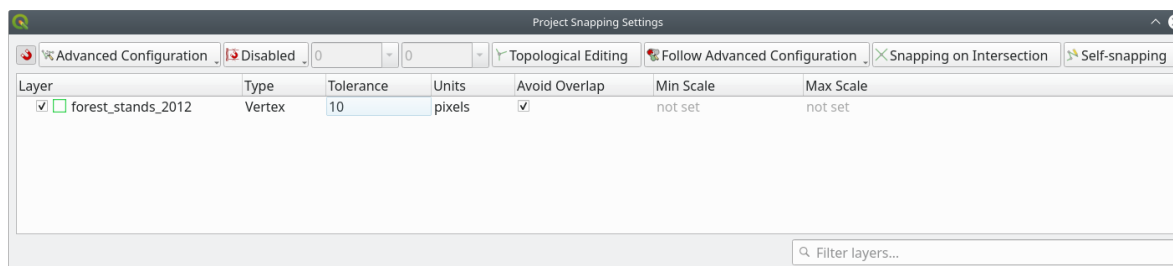 Project Snapping Settings
Advanced Configuration Disabled 0 0 Topological Editing Follow Advanced Configuration Snapping on Intersection Self-snapping
Layer Type Tolerance Units Avoid Overlap Min Scale Max Scale
forest_stands_2012 Vertex 10 pixels not set not set
Filter layers...